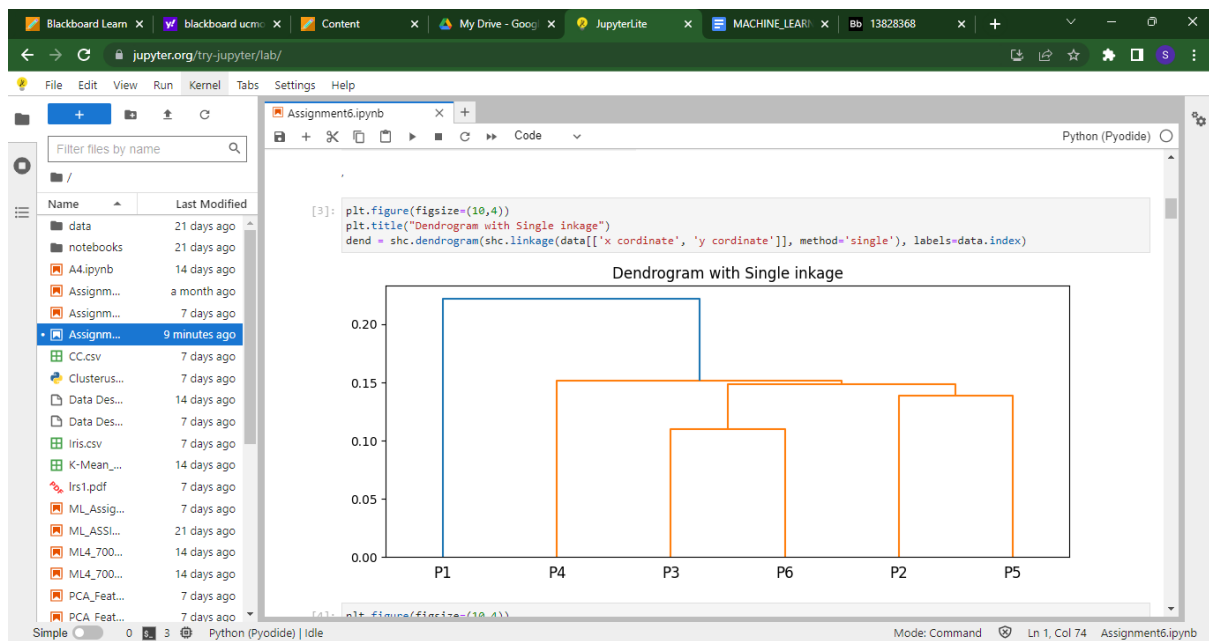 Blackboard Learn
blackboard ucmo
Content
My Drive - Googl
JupyterLite
MACHINE_LEARN
Bb 13828368
jupyter.org/try-jupyter/lab/
S
File Edit View Run Kernel Tabs Settings Help
Assignment6.ipynb
Code
Python (Pyodide)
Filter files by name
/
Name Last Modified
data 21 days ago
notebooks 21 days ago
A4.ipynb 14 days ago
Assignm... a month ago
Assignm... 7 days ago
Assignm... 9 minutes ago
CC.csv 7 days ago
Clusterus... 7 days ago
Data Des... 14 days ago
Data Des... 7 days ago
Iris.csv 7 days ago
K-Mean_... 14 days ago
lrs1.pdf 7 days ago
ML_Assig... 7 days ago
ML_ASSI... 21 days ago
ML4_700... 14 days ago
ML4_700... 14 days ago
PCA_Feat... 7 days ago
PCA Feat... 7 days ago
[3]: plt.figure(figsize=(10,4))
plt.title("Dendrogram with Single inkage")
dend = shc.dendrogram(shc.linkage(data[['x cordinate', 'y cordinate']], method='single'), labels=data.index)
Dendrogram with Single inkage
0.20
0.15
0.10
0.05
0.00
P1 P4 P3 P6 P2 P5
[4]: plt.figure(figsize=(10,4))
Simple 0 3 Python (Pyodide) | Idle Mode: Command Ln 1, Col 74 Assignment6.ipynb